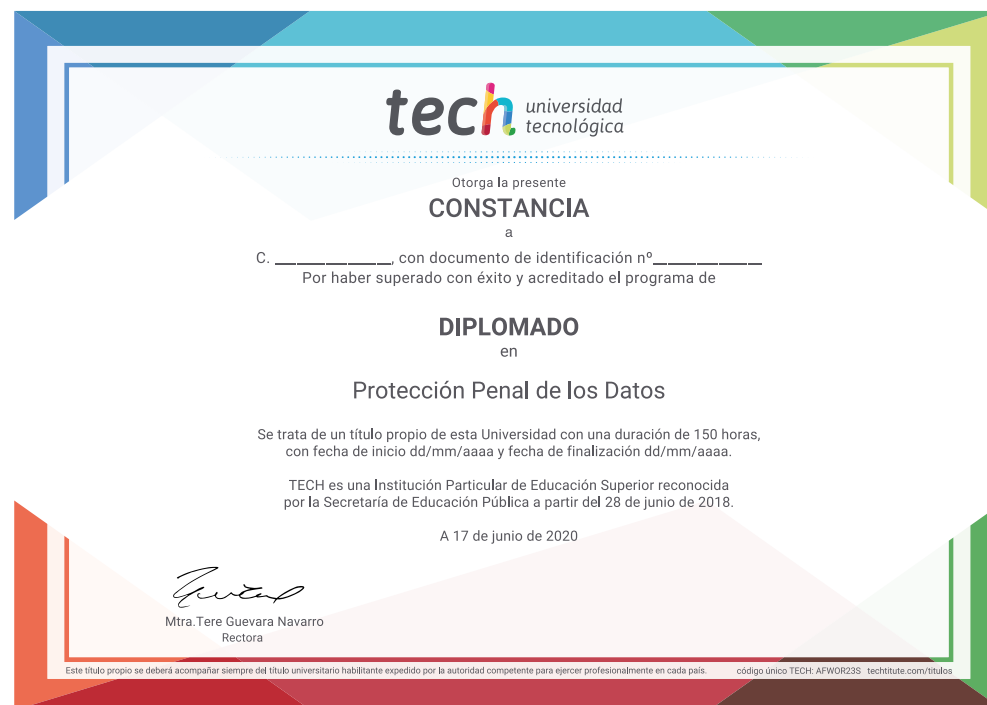 tech universidad
tecnológica
Otorga la presente
CONSTANCIA
a
C. ______________, con documento de identificación nº______________
Por haber superado con éxito y acreditado el programa de
DIPLOMADO
en
Protección Penal de los Datos
Se trata de un título propio de esta Universidad con una duración de 150 horas,
con fecha de inicio dd/mm/aaaa y fecha de finalización dd/mm/aaaa.
TECH es una Institución Particular de Educación Superior reconocida
por la Secretaría de Educación Pública a partir del 28 de junio de 2018.
A 17 de junio de 2020
Mtra.Tere Guevara Navarro
Rectora
Este título propio se deberá acompañar siempre del título universitario habilitante expedido por la autoridad competente para ejercer profesionalmente en cada país. código único TECH: AFWOR23S techtitute.com/titulos